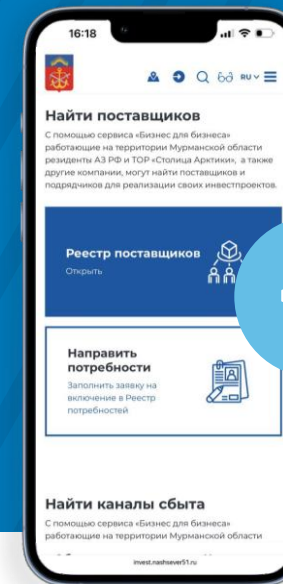 16:18
RU
Найти поставщиков
С помощью сервиса «Бизнес для бизнеса»
работающие на территории Мурманской области
резиденты АЗ РФ и ТОР «Столица Арктики», а также
другие компании, могут найти поставщиков и
подрядчиков для реализации своих инвестпроектов.
Реестр поставщиков
Открыть
Направить
потребности
Заполнить заявку на
включение в Реестр
потребностей
Найти каналы сбыта
С помощью сервиса «Бизнес для бизнеса»
работающие на территории Мурманской области
invest.nashsever51.ru